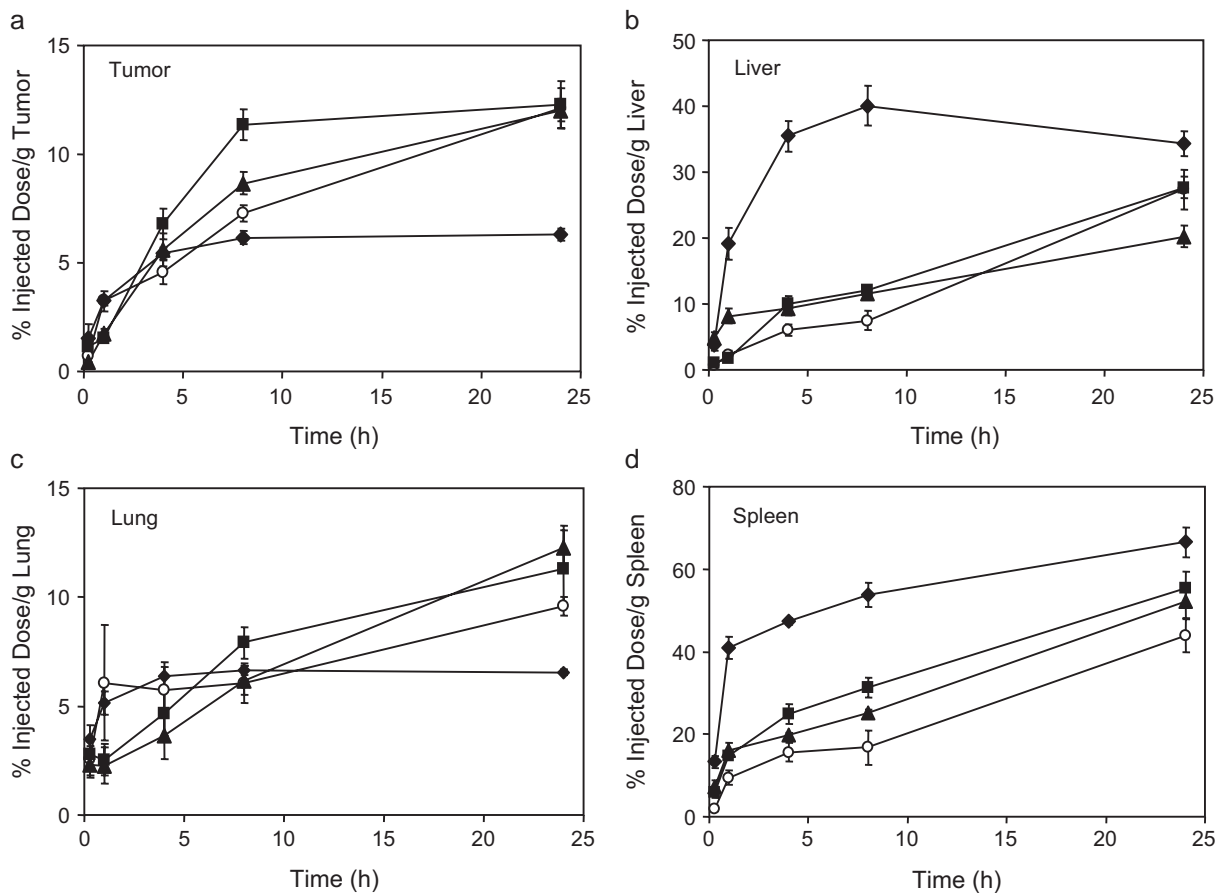 a
15
10
5
0
% Injected Dose/g Tumor
Tumor
0 5 10 15 20 25
Time (h)
b
50
40
30
20
10
0
% Injected Dose/g Liver
Liver
0 5 10 15 20 25
Time (h)
c
15
10
5
0
% Injected Dose/g Lung
Lung
0 5 10 15 20 25
Time (h)
d
80
60
40
20
0
% Injected Dose/g Spleen
Spleen
0 5 10 15 20 25
Time (h)